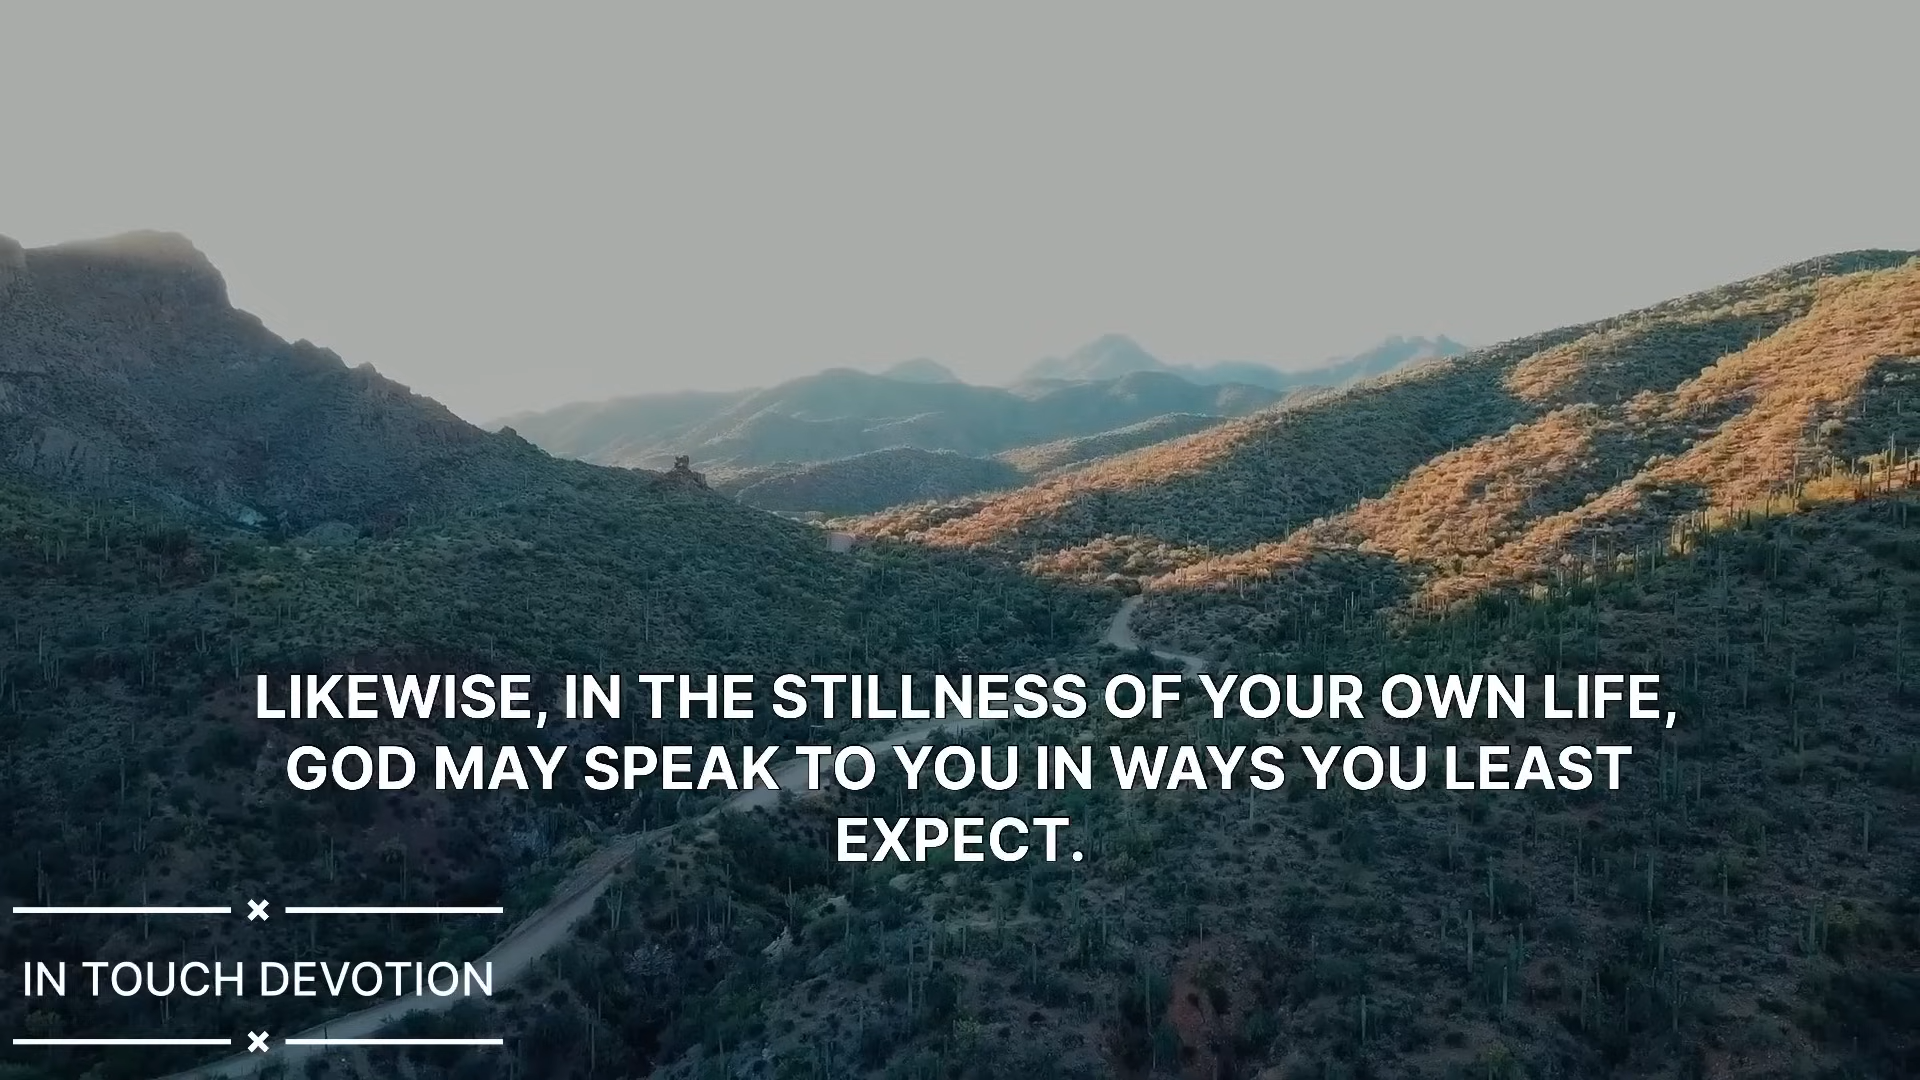 LIKEWISE, IN THE STILLNESS OF YOUR OWN LIFE,
GOD MAY SPEAK TO YOU IN WAYS YOU LEAST
EXPECT.
IN TOUCH DEVOTION